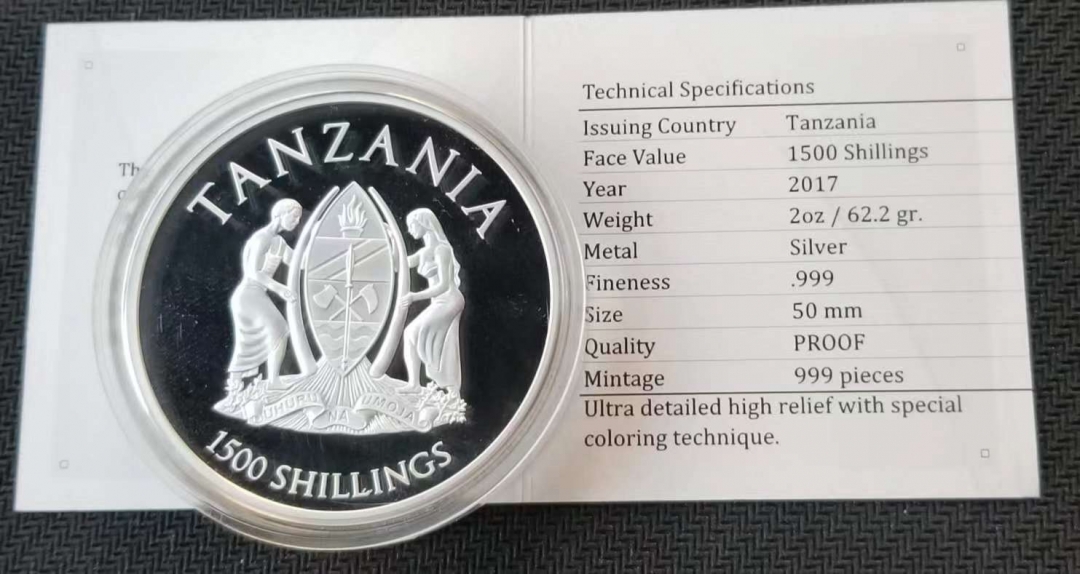 Th
TANZANIA
UHURU NA UMOJA
1500 SHILLINGS
Technical Specifications
Issuing Country Tanzania
Face Value 1500 Shillings
Year 2017
Weight 2oz / 62.2 gr.
Metal Silver
Fineness .999
Size 50 mm
Quality PROOF
Mintage 999 pieces
Ultra detailed high relief with special
coloring technique.